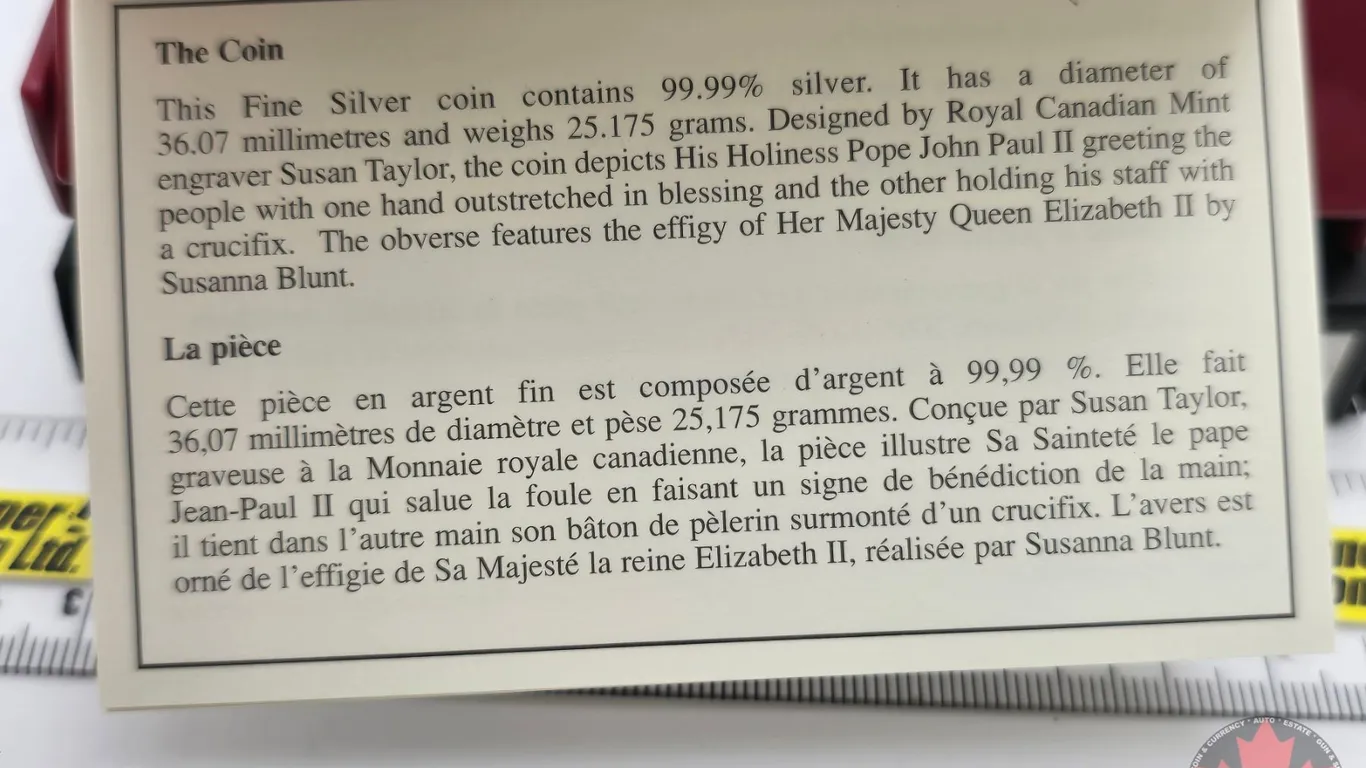 The Coin
This Fine Silver coin contains 99.99% silver. It has a diameter of
36.07 millimetres and weighs 25.175 grams. Designed by Royal Canadian Mint
engraver Susan Taylor, the coin depicts His Holiness Pope John Paul II greeting the
people with one hand outstretched in blessing and the other holding his staff with
a crucifix. The obverse features the effigy of Her Majesty Queen Elizabeth II by
Susanna Blunt.
La pièce
Cette pièce en argent fin est composée d'argent à 99,99 %. Elle fait
36,07 millimètres de diamètre et pèse 25,175 grammes. Conçue par Susan Taylor,
graveuse à la Monnaie royale canadienne, la pièce illustre Sa Sainteté le pape
Jean-Paul II qui salue la foule en faisant un signe de bénédiction de la main;
il tient dans l'autre main son bâton de pèlerin surmonté d'un crucifix. L'avers est
orné de l'effigie de Sa Majesté la reine Elizabeth II, réalisée par Susanna Blunt.
Ltd.
& CURRENCY * AUTO * ESTATE * GUN &